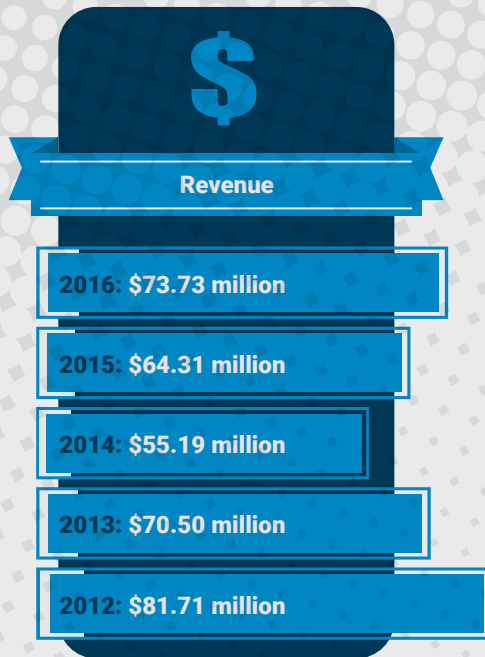 $
Revenue
2016: $73.73 million
2015: $64.31 million
2014: $55.19 million
2013: $70.50 million
2012: $81.71 million